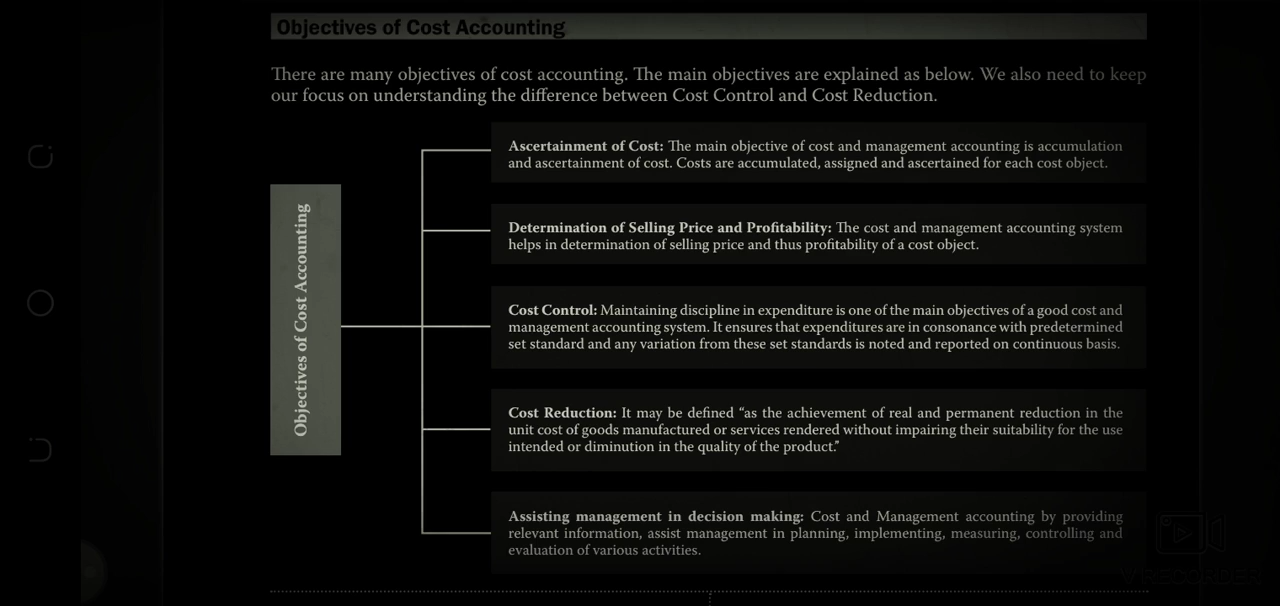 Objectives of Cost Accounting
There are many objectives of cost accounting. The main objectives are explained as below. We also need to keep
our focus on understanding the difference between Cost Control and Cost Reduction.
Objectives of Cost Accounting
Ascertainment of Cost: The main objective of cost and management accounting is accumulation
and ascertainment of cost. Costs are accumulated, assigned and ascertained for each cost object.
Determination of Selling Price and Profitability: The cost and management accounting system
helps in determination of selling price and thus profitability of a cost object.
Cost Control: Maintaining discipline in expenditure is one of the main objectives of a good cost and
management accounting system. It ensures that expenditures are in consonance with predetermined
set standard and any variation from these set standards is noted and reported on continuous basis.
Cost Reduction: It may be defined “as the achievement of real and permanent reduction in the
unit cost of goods manufactured or services rendered without impairing their suitability for the use
intended or diminution in the quality of the product.”
Assisting management in decision making: Cost and Management accounting by providing
relevant information, assist management in planning, implementing, measuring, controlling and
evaluation of various activities.
VRECORDER